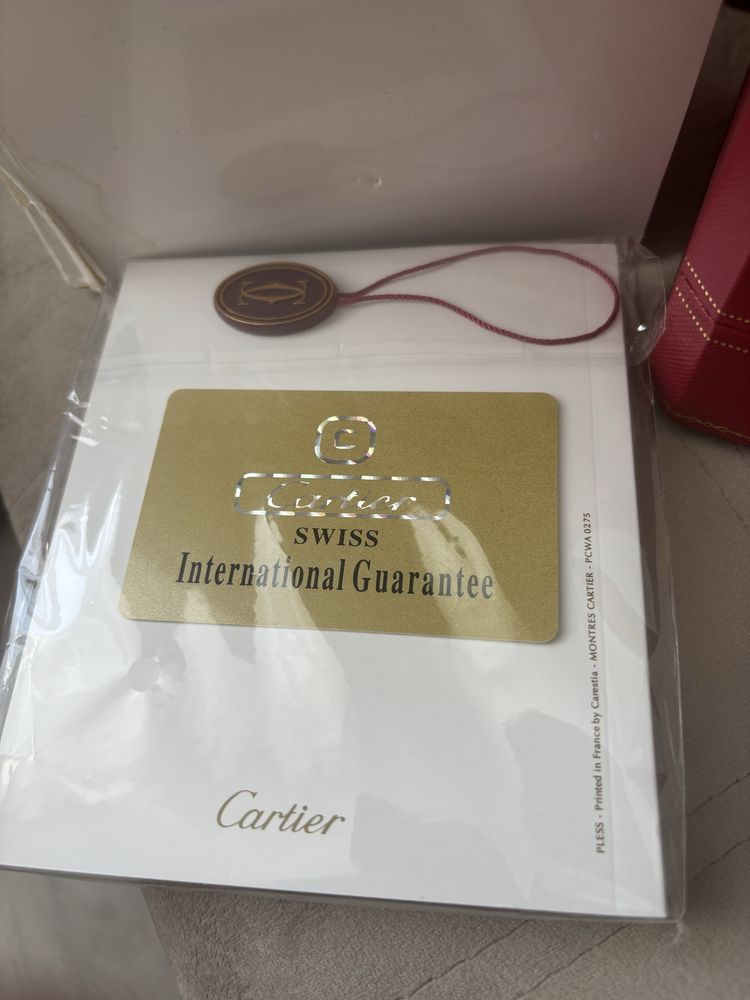 C
Cartier
SWISS
International Guarantee
Cartier
PLESS - Printed in France by Carestia - MONTRES CARTIER - PCWA 0275